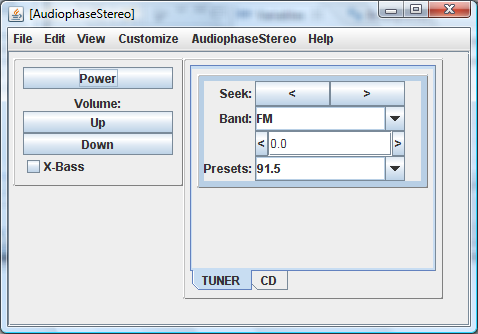 [AudiophaseStereo]
File Edit View Customize AudiophaseStereo Help
Power
Volume:
Up
Down
X-Bass
Seek: < >
Band: FM
< 0.0 >
Presets: 91.5
TUNER CD